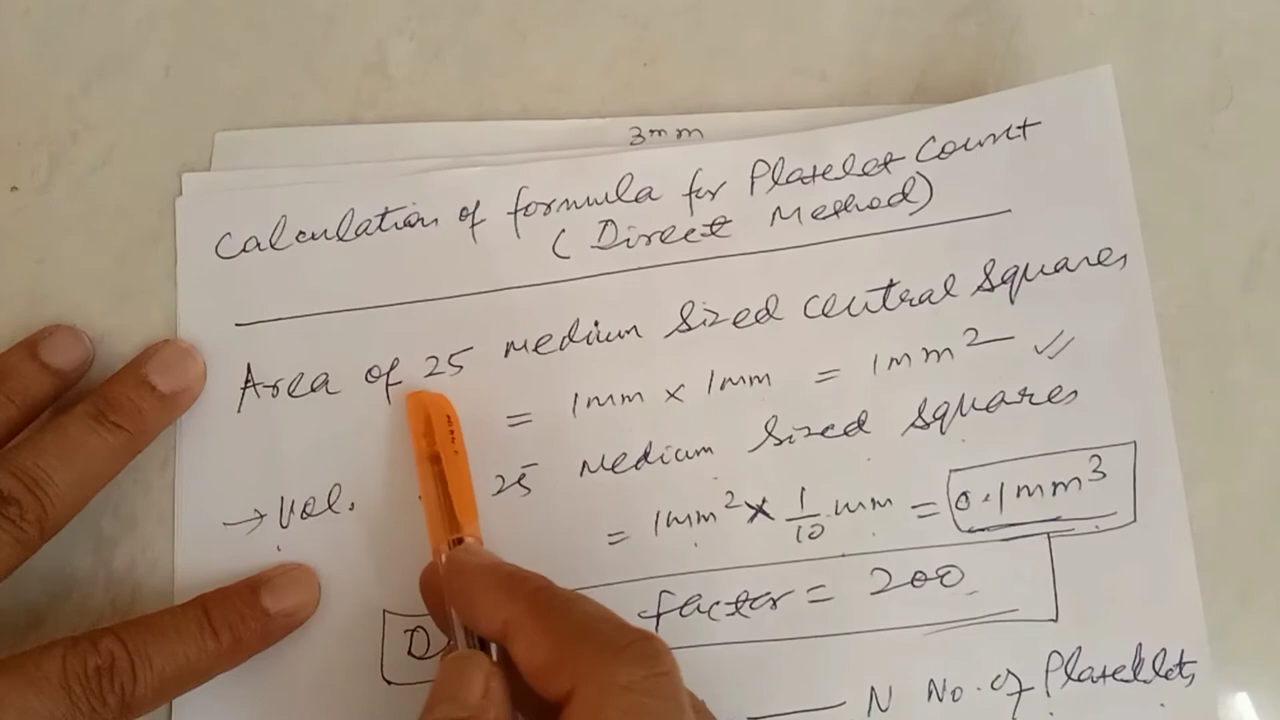 3mm
Calculation of formula for Platelet Count
(Direct Method)
Area of 25 medium sized central squares
= 1mm x 1mm = 1mm²
→ Vol. 25 medium sized squares
= 1mm² x 1/10 mm = 0.1mm³
D factor = 200
N No. of Platelets